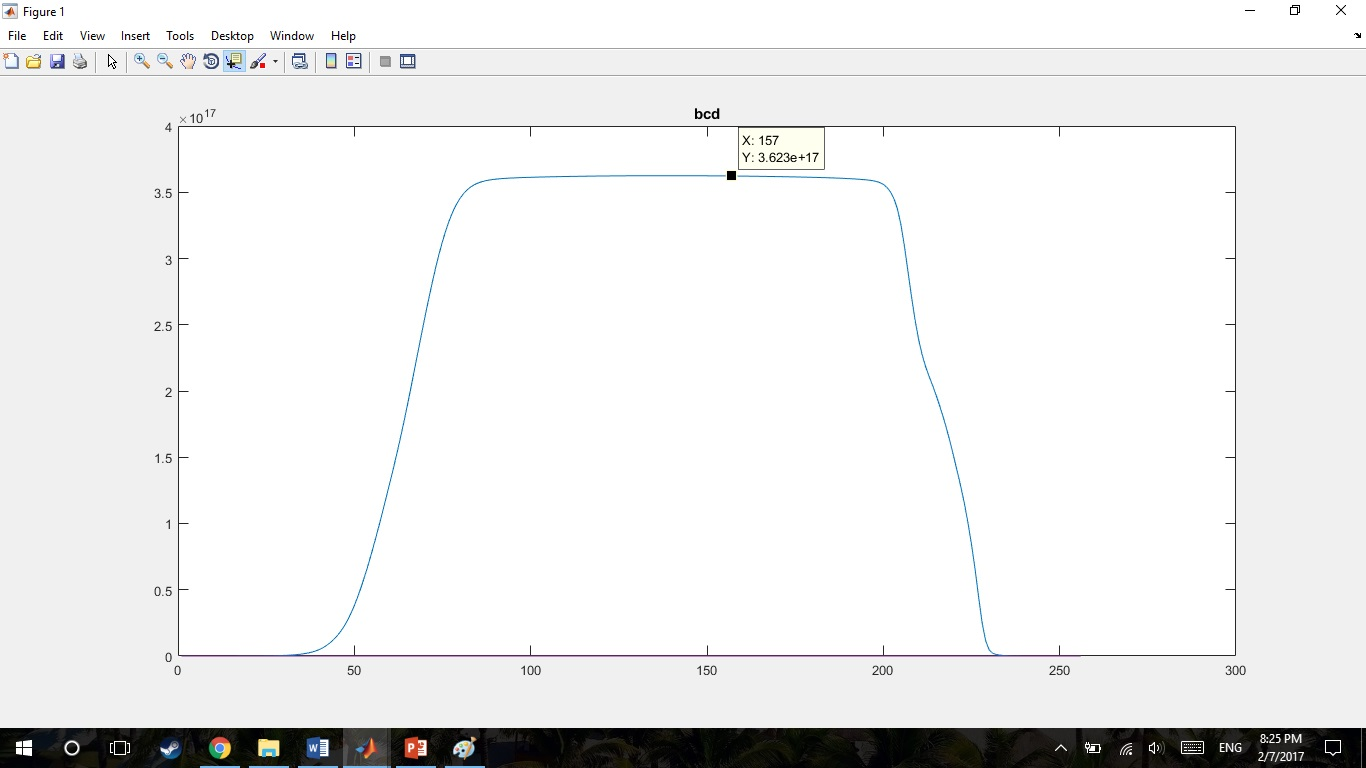 Figure 1
File Edit View Insert Tools Desktop Window Help
×10^17
bcd
X: 157
Y: 3.623e+17
4
3.5
3
2.5
2
1.5
1
0.5
0
0 50 100 150 200 250 300
ENG
8:25 PM
2/7/2017